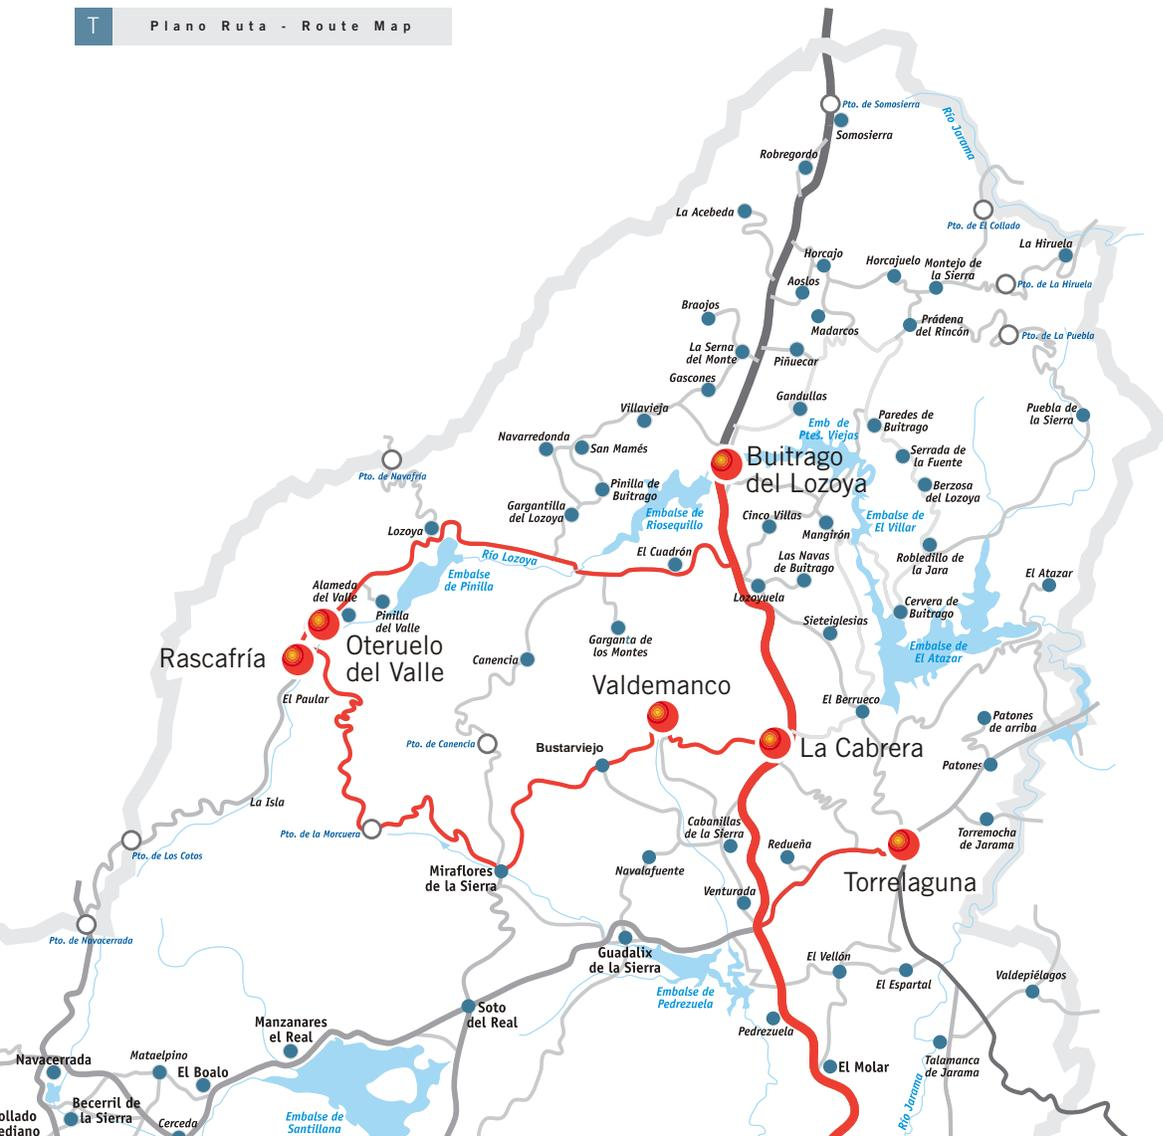 T
Plano Ruta - Route Map
Pto. de Somosierra
Somosierra
Río Jarama
Robregordo
La Acebeda
Pto. de El Collado
La Hiruela
Horcajo
Horcajuelo
Montejo de
la Sierra
Aoslos
Pto. de La Hiruela
Braojos
Madarcos
Prádena
del Rincón
Pto. de La Puebla
La Serna
del Monte
Piñuecar
Gascones
Gandullas
Villavieja
Puebla de
la Sierra
Paredes de
Buitrago
Emb de
Ptes. Viejas
Navarredonda
San Mamés
Serrada de
la Fuente
Buitrago
del Lozoya
Pto. de Navafría
Pinilla de
Buitrago
Berzosa
del Lozoya
Gargantilla
del Lozoya
Embalse de
Riosequillo
Cinco Villas
Mangirón
Embalse de
El Villar
Lozoya
Río Lozoya
El Cuadrón
Las Navas
de Buitrago
Robledillo de
la Jara
Embalse
de Pinilla
El Atazar
Alameda
del Valle
Pinilla
del Valle
Lozoyuela
Cervera de
Buitrago
Sieteiglesias
Garganta de
los Montes
Oteruelo
del Valle
Rascafría
Canencia
Embalse de
El Atazar
Valdemanco
El Paular
El Berrueco
Patones
de arriba
Pto. de Canencia
Bustarviejo
La Cabrera
Patones
La Isla
Pto. de la Morcuera
Cabanillas
de la Sierra
Redueña
Torremocha
de Jarama
Pto. de Los Cotos
Miraflores
de la Sierra
Navalafuente
Torrelaguna
Venturada
Pto. de Navacerrada
Guadalix
de la Sierra
El Vellón
El Espartal
Valdepiélagos
Embalse de
Pedrezuela
Soto
del Real
Manzanares
el Real
Pedrezuela
Navacerrada
Mataelpino
El Boalo
El Molar
Talamanca
de Jarama
Becerril de
la Sierra
Cerceda
Embalse de
Santillana
Río Jarama
ollado
ediano